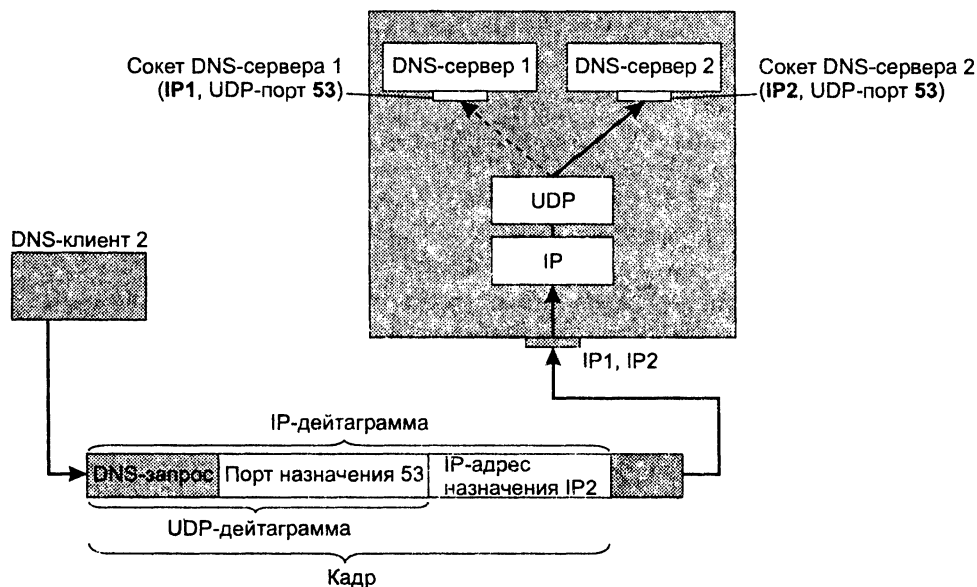 DNS-сервер 1
DNS-сервер 2
Сокет DNS-сервера 1
(IP1, UDP-порт 53)
Сокет DNS-сервера 2
(IP2, UDP-порт 53)
UDP
IP
DNS-клиент 2
IP1, IP2
IP-дейтаграмма
DNS-запрос
Порт назначения 53
IP-адрес
назначения IP2
UDP-дейтаграмма
Кадр